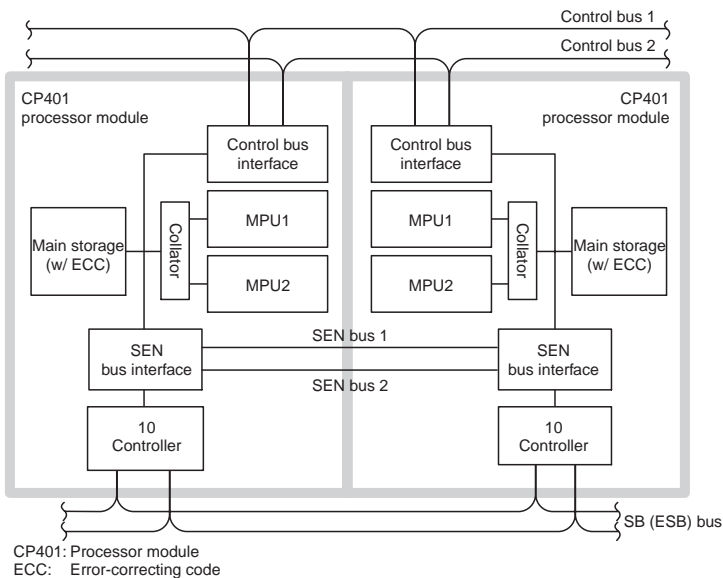 Control bus 1
Control bus 2
CP401
processor module
CP401
processor module
Control bus
interface
Control bus
interface
Main storage
(w/ ECC)
Collator
MPU1
MPU2
MPU1
MPU2
Collator
Main storage
(w/ ECC)
SEN bus 1
SEN
bus interface
SEN
bus interface
SEN bus 2
10
Controller
10
Controller
SB (ESB) bus
CP401: Processor module
ECC: Error-correcting code